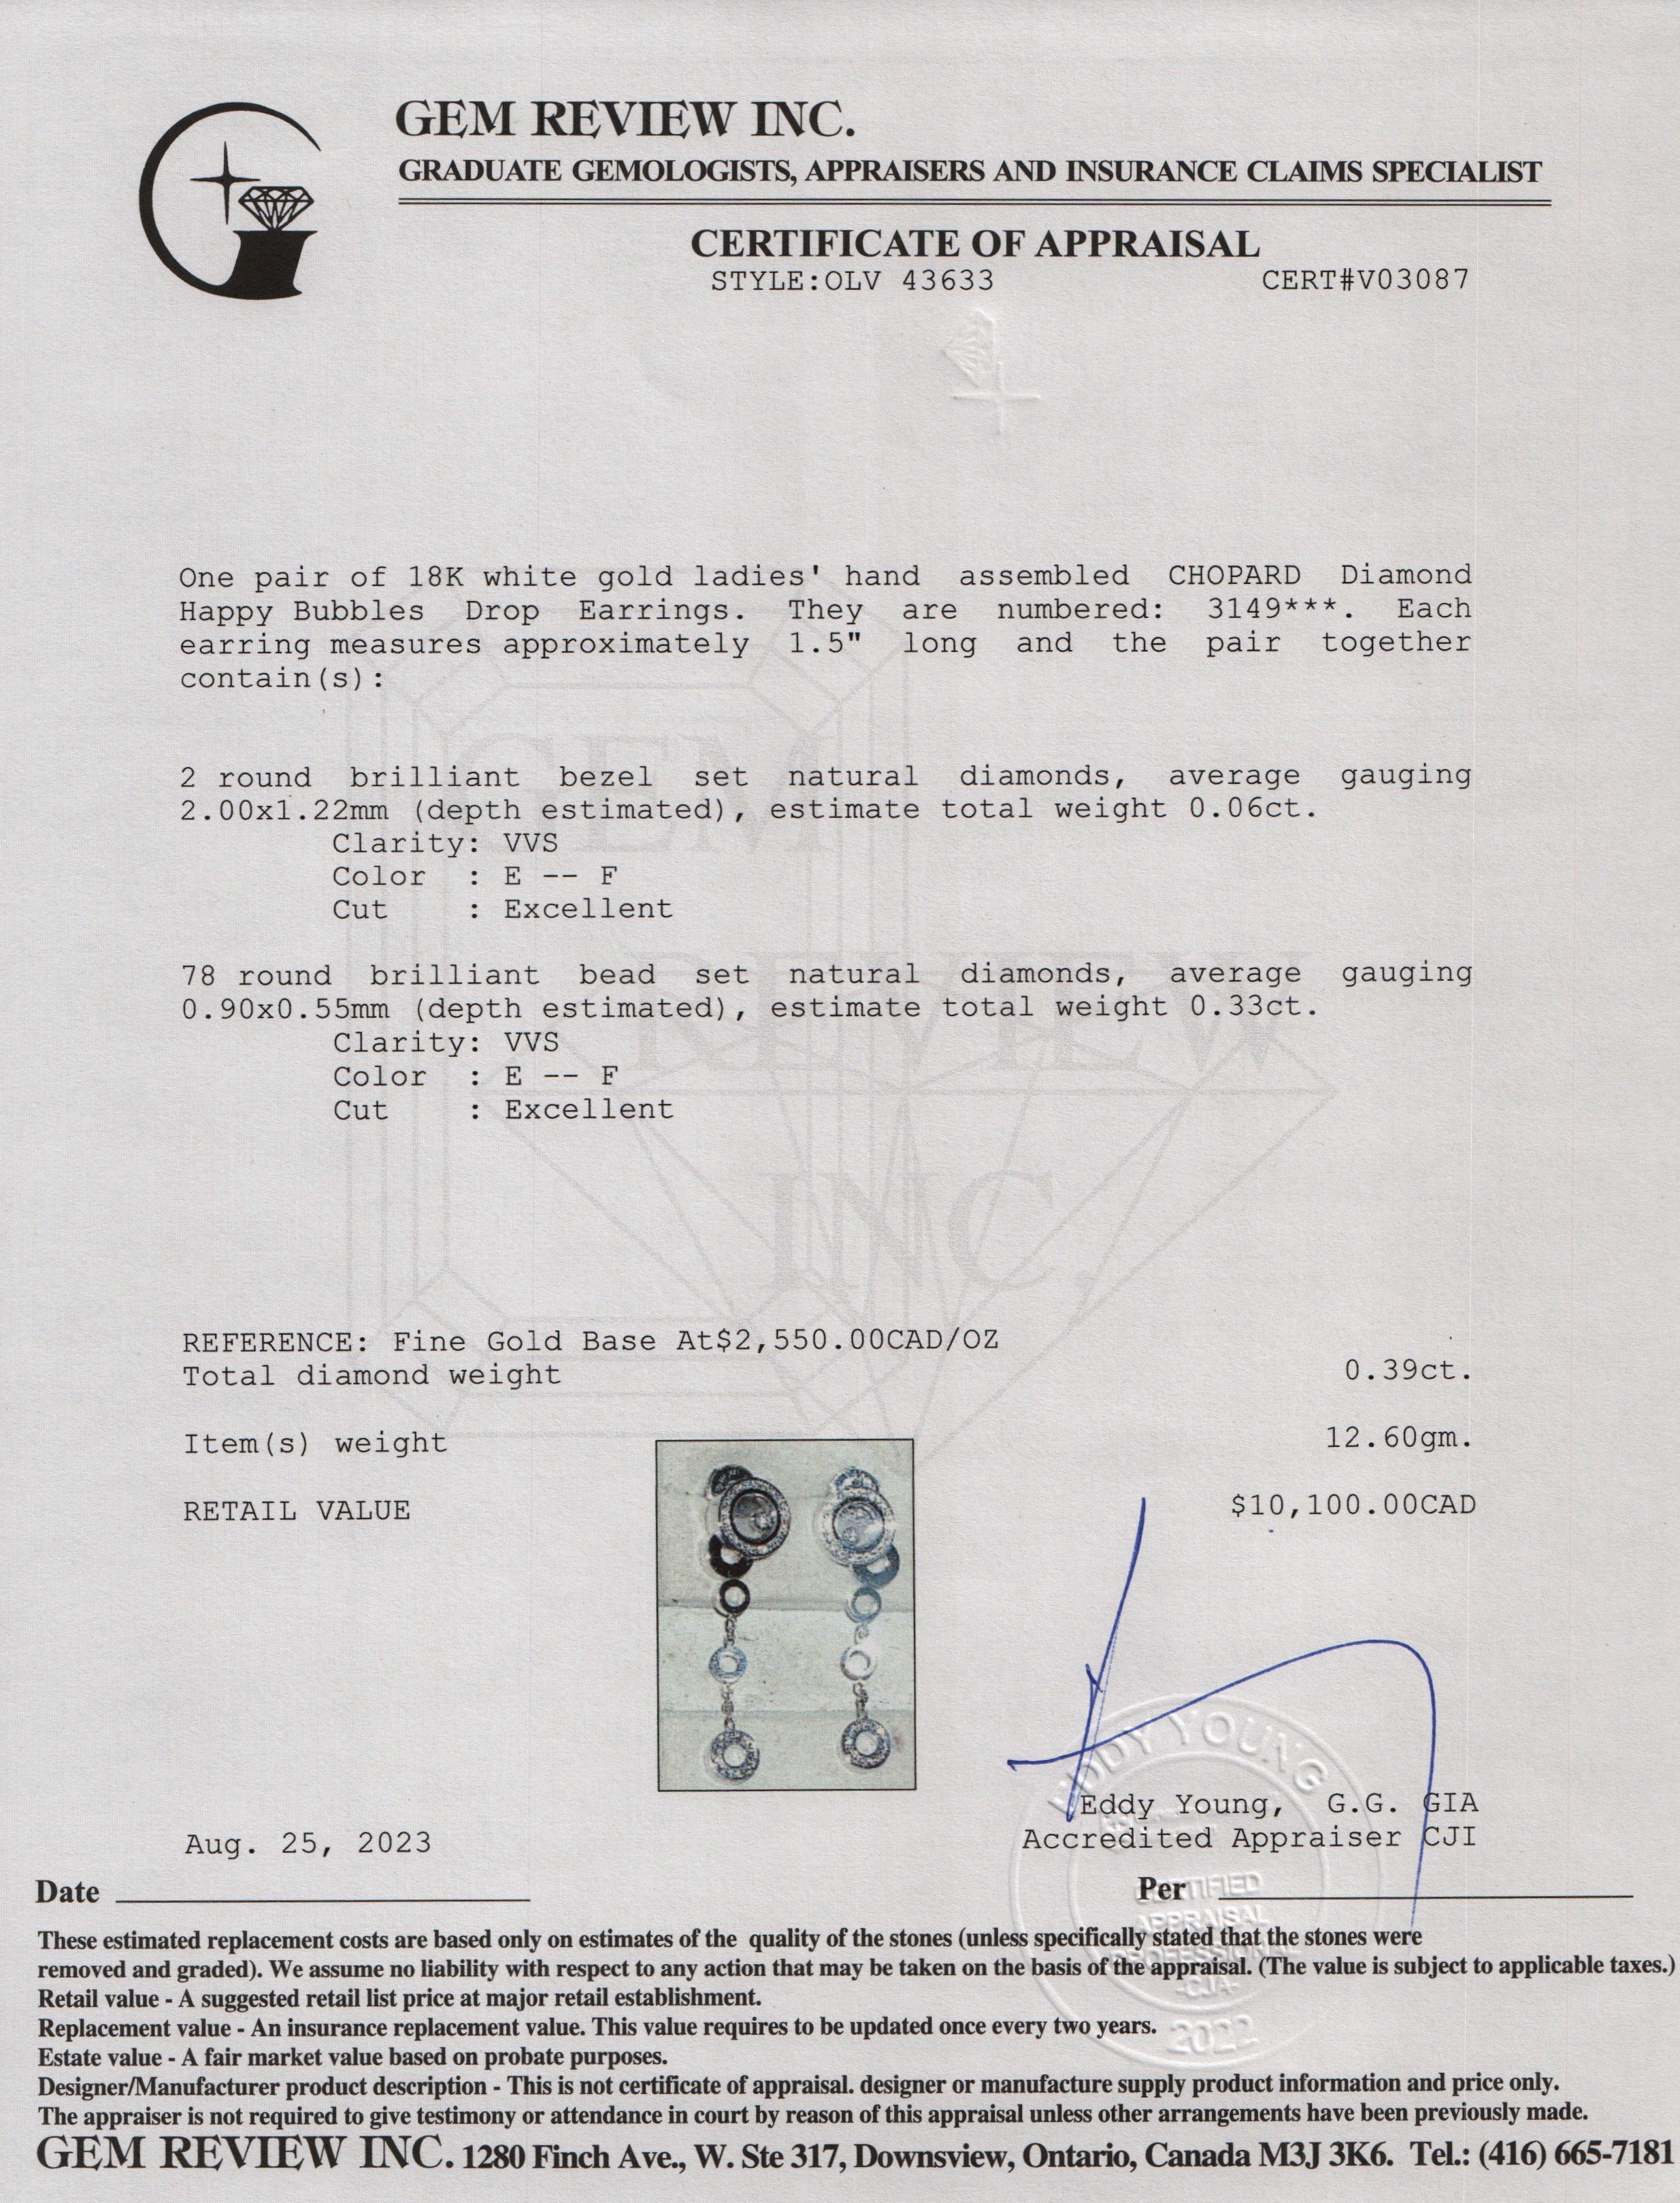 GEM REVIEW INC.
GRADUATE GEMOLOGISTS, APPRAISERS AND INSURANCE CLAIMS SPECIALIST
CERTIFICATE OF APPRAISAL
STYLE:OLV 43633 CERT#V03087
One pair of 18K white gold ladies' hand assembled CHOPARD Diamond
Happy Bubbles Drop Earrings. They are numbered: 3149***. Each
earring measures approximately 1.5" long and the pair together
contain(s):
GEM
2 round brilliant bezel set natural diamonds, average gauging
2.00x1.22mm (depth estimated), estimate total weight 0.06ct.
Clarity: VVS
Color : E -- F
Cut : Excellent
REVIEW
78 round brilliant bead set natural diamonds, average gauging
0.90x0.55mm (depth estimated), estimate total weight 0.33ct.
Clarity: VVS
Color : E -- F
Cut : Excellent
INC.
REFERENCE: Fine Gold Base At$2,550.00CAD/OZ
Total diamond weight 0.39ct.
Item(s) weight 12.60gm.
RETAIL VALUE $10,100.00CAD
EDDY YOUNG
Eddy Young, G.G. GIA
Accredited Appraiser CJI
Aug. 25, 2023
Date
Per
CERTIFIED
APPRAISAL
PROFESSIONAL
-CJA-
2022
These estimated replacement costs are based only on estimates of the quality of the stones (unless specifically stated that the stones were
removed and graded). We assume no liability with respect to any action that may be taken on the basis of the appraisal. (The value is subject to applicable taxes.)
Retail value - A suggested retail list price at major retail establishment.
Replacement value - An insurance replacement value. This value requires to be updated once every two years.
Estate value - A fair market value based on probate purposes.
Designer/Manufacturer product description - This is not certificate of appraisal. designer or manufacture supply product information and price only.
The appraiser is not required to give testimony or attendance in court by reason of this appraisal unless other arrangements have been previously made.
GEM REVIEW INC. 1280 Finch Ave., W. Ste 317, Downsview, Ontario, Canada M3J 3K6. Tel.: (416) 665-7181